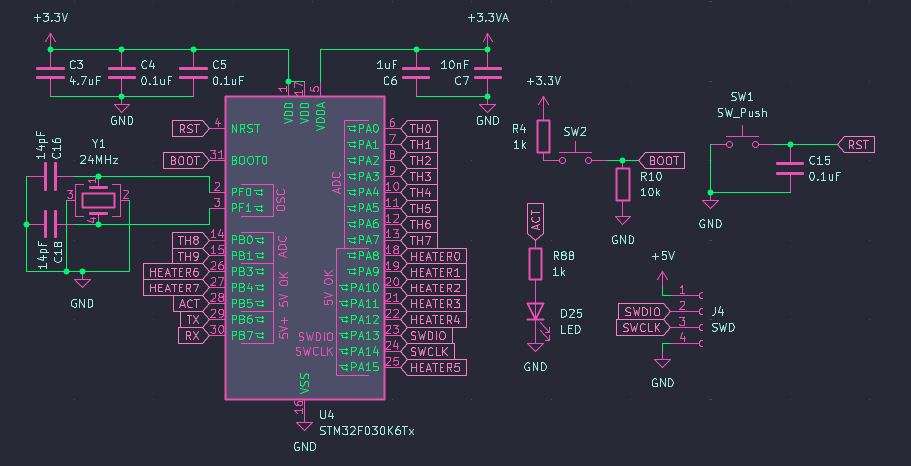 +3.3V
C3
4.7uF
C4
0.1uF
C5
0.1uF
GND
+3.3VA
1uF
C6
10nF
C7
GND
1
17
5
VDD
VDD
VDDA
RST
4
NRST
BOOT
31
BOOT0
Y1
24MHz
14pF
C16
14pF
C18
1
3
2
4
GND
2
PF0
3
PF1
OSC
TH8
14
PB0
TH9
15
PB1
ADC
HEATER6
26
PB3
HEATER7
27
PB4
ACT
28
PB5
5V OK
TX
29
PB6
RX
30
PB7
5V+
PA0
6
TH0
PA1
7
TH1
PA2
8
TH2
PA3
9
TH3
PA4
10
TH4
PA5
11
TH5
PA6
12
TH6
PA7
13
TH7
ADC
PA8
18
HEATER0
PA9
19
HEATER1
PA10
20
HEATER2
PA11
21
HEATER3
PA12
22
HEATER4
5V OK
SWDIO
PA13
23
SWDIO
SWCLK
PA14
24
SWCLK
PA15
25
HEATER5
VSS
16
GND
U4
STM32F030K6Tx
+3.3V
R4
1k
SW2
BOOT
R10
10k
GND
SW1
SW_Push
RST
C15
0.1uF
GND
ACT
R88
1k
D25
LED
GND
+5V
1
SWDIO
2
SWCLK
3
4
J4
SWD
GND